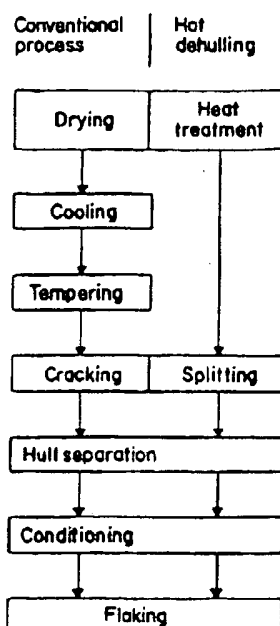 Conventional process
Hot dehulling
Drying
Heat treatment
Cooling
Tempering
Cracking
Splitting
Hull separation
Conditioning
Flaking